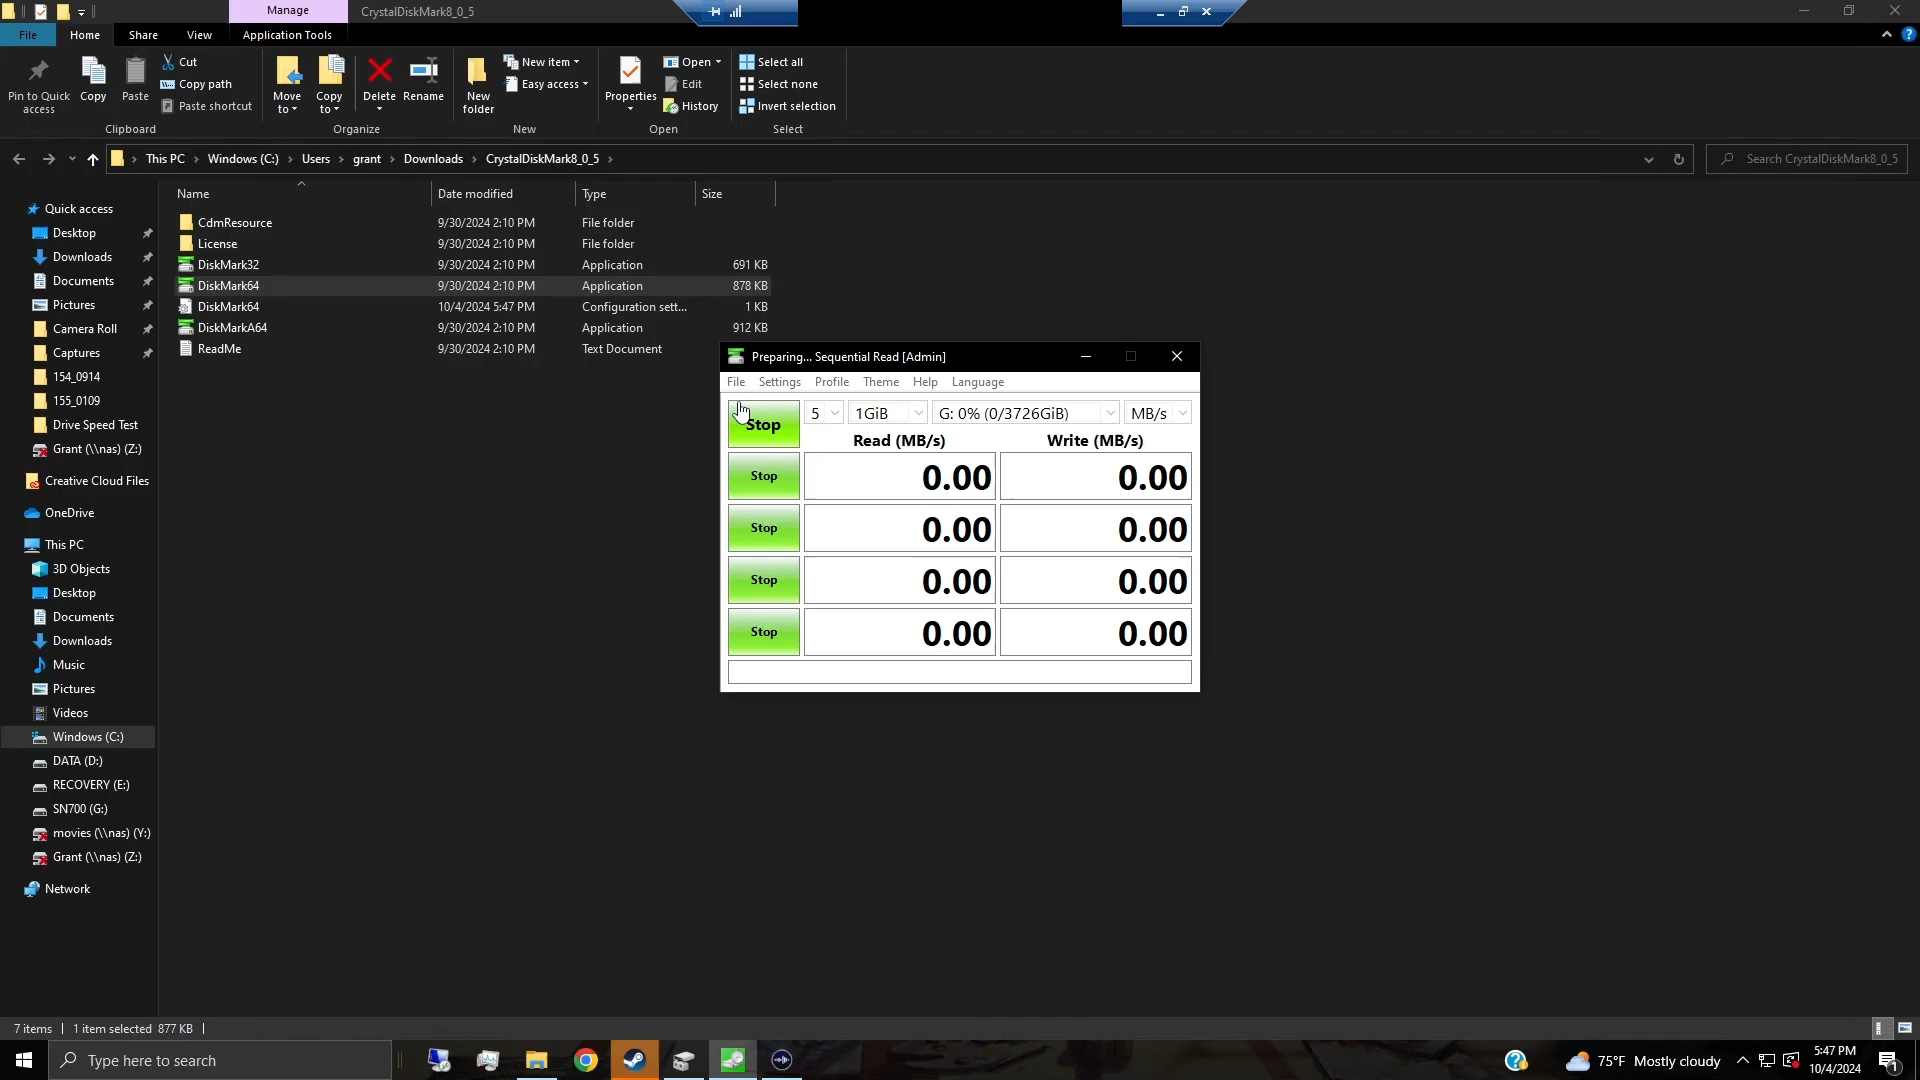 Manage
CrystalDiskMark8_0_5
File
Home
Share
View
Application Tools
Pin to Quick access
Copy
Paste
Cut
Copy path
Paste shortcut
Clipboard
Move to
Copy to
Delete
Rename
Organize
New folder
New item
Easy access
New
Properties
Open
Edit
History
Open
Select all
Select none
Invert selection
Select
This PC > Windows (C:) > Users > grant > Downloads > CrystalDiskMark8_0_5 >
Search CrystalDiskMark8_0_5
Name Date modified Type Size
CdmResource 9/30/2024 2:10 PM File folder
License 9/30/2024 2:10 PM File folder
DiskMark32 9/30/2024 2:10 PM Application 691 KB
DiskMark64 9/30/2024 2:10 PM Application 878 KB
DiskMark64 10/4/2024 5:47 PM Configuration sett... 1 KB
DiskMarkA64 9/30/2024 2:10 PM Application 912 KB
ReadMe 9/30/2024 2:10 PM Text Document
Quick access
Desktop
Downloads
Documents
Pictures
Camera Roll
Captures
154_0914
155_0109
Drive Speed Test
Grant (\\nas) (Z:)
Creative Cloud Files
OneDrive
This PC
3D Objects
Desktop
Documents
Downloads
Music
Pictures
Videos
Windows (C:)
DATA (D:)
RECOVERY (E:)
SN700 (G:)
movies (\\nas) (Y:)
Grant (\\nas) (Z:)
Network
Preparing... Sequential Read [Admin]
File Settings Profile Theme Help Language
Stop 5 1GiB G: 0% (0/3726GiB) MB/s
Read (MB/s) Write (MB/s)
Stop 0.00 0.00
Stop 0.00 0.00
Stop 0.00 0.00
Stop 0.00 0.00
7 items | 1 item selected 877 KB |
Type here to search
75°F Mostly cloudy
5:47 PM
10/4/2024
1